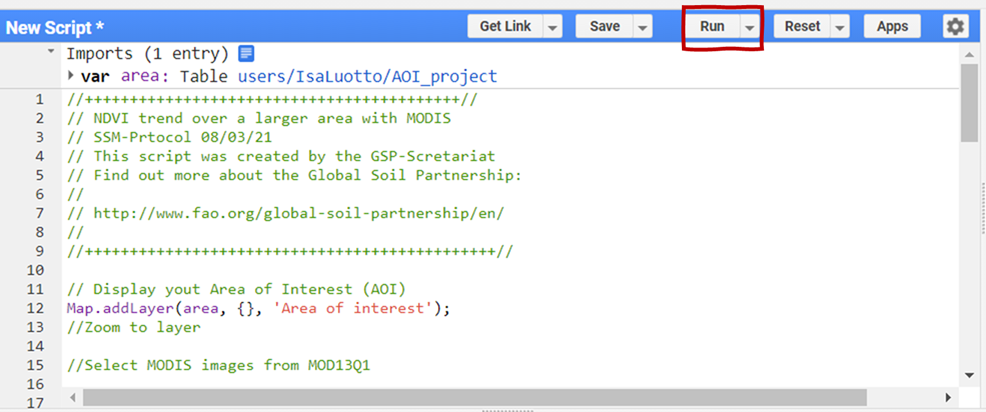 New Script *
Get Link Save Run Reset Apps
Imports (1 entry)
var area: Table users/IsaLuotto/AOI_project
1 //++++++++++++++++++++++++++++++++++++++++++//
2 // NDVI trend over a larger area with MODIS
3 // SSM-Prtocol 08/03/21
4 // This script was created by the GSP-Scretariat
5 // Find out more about the Global Soil Partnership:
6 //
7 // http://www.fao.org/global-soil-partnership/en/
8 //
9 //++++++++++++++++++++++++++++++++++++++++++++++//
10
11 // Display yout Area of Interest (AOI)
12 Map.addLayer(area, {}, 'Area of interest');
13 //Zoom to layer
14
15 //Select MODIS images from MOD13Q1
16
17